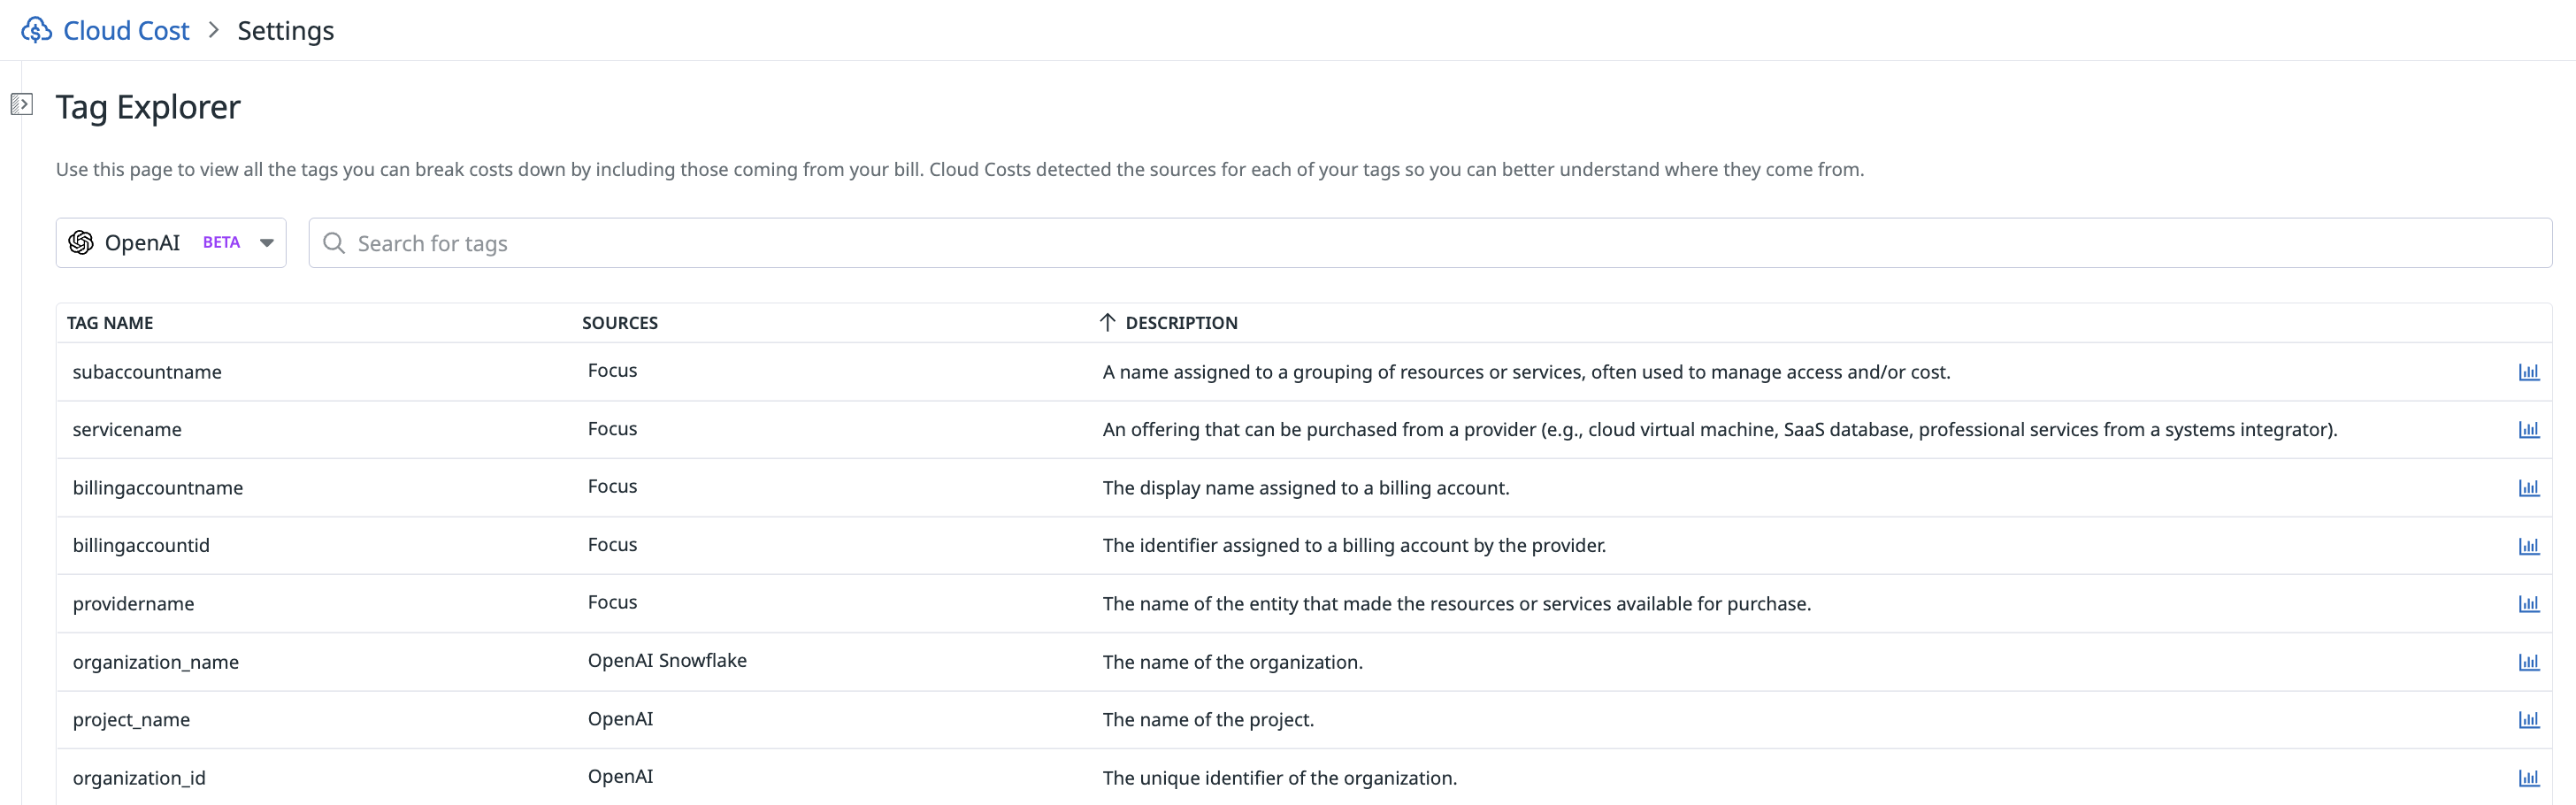 Cloud Cost > Settings
Tag Explorer
Use this page to view all the tags you can break costs down by including those coming from your bill. Cloud Costs detected the sources for each of your tags so you can better understand where they come from.
OpenAI BETA Search for tags
TAG NAME SOURCES DESCRIPTION
subaccountname Focus A name assigned to a grouping of resources or services, often used to manage access and/or cost.
servicename Focus An offering that can be purchased from a provider (e.g., cloud virtual machine, SaaS database, professional services from a systems integrator).
billingaccountname Focus The display name assigned to a billing account.
billingaccountid Focus The identifier assigned to a billing account by the provider.
providername Focus The name of the entity that made the resources or services available for purchase.
organization_name OpenAI Snowflake The name of the organization.
project_name OpenAI The name of the project.
organization_id OpenAI The unique identifier of the organization.